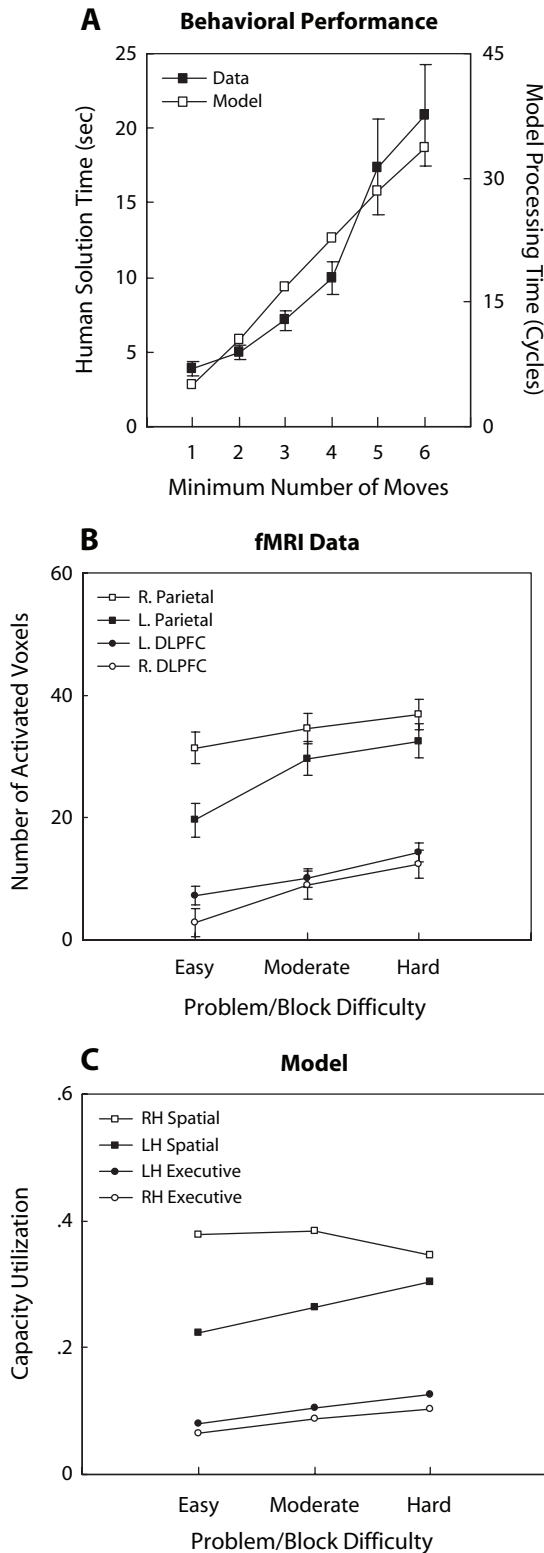 A Behavioral Performance
Human Solution Time (sec)
25
20
15
10
5
0
Data
Model
45
30
15
0
Model Processing Time (Cycles)
1 2 3 4 5 6
Minimum Number of Moves
B fMRI Data
Number of Activated Voxels
60
40
20
0
R. Parietal
L. Parietal
L. DLPFC
R. DLPFC
Easy Moderate Hard
Problem/Block Difficulty
C Model
Capacity Utilization
.6
.4
.2
0
RH Spatial
LH Spatial
LH Executive
RH Executive
Easy Moderate Hard
Problem/Block Difficulty